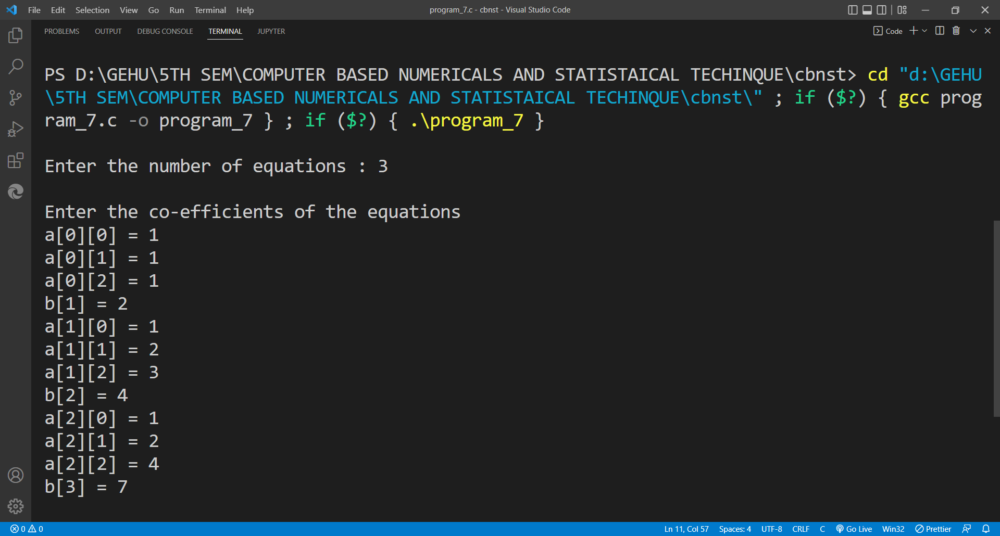 File Edit Selection View Go Run Terminal Help program_7.c - cbnst - Visual Studio Code
PROBLEMS OUTPUT DEBUG CONSOLE TERMINAL JUPYTER Code
PS D:\GEHU\5TH SEM\COMPUTER BASED NUMERICALS AND STATISTAICAL TECHINQUE\cbnst> cd "d:\GEHU
\5TH SEM\COMPUTER BASED NUMERICALS AND STATISTAICAL TECHINQUE\cbnst\" ; if ($?) { gcc prog
ram_7.c -o program_7 } ; if ($?) { .\program_7 }
Enter the number of equations : 3
Enter the co-efficients of the equations
a[0][0] = 1
a[0][1] = 1
a[0][2] = 1
b[1] = 2
a[1][0] = 1
a[1][1] = 2
a[1][2] = 3
b[2] = 4
a[2][0] = 1
a[2][1] = 2
a[2][2] = 4
b[3] = 7
0 0 Ln 11, Col 57 Spaces: 4 UTF-8 CRLF C Go Live Win32 Prettier